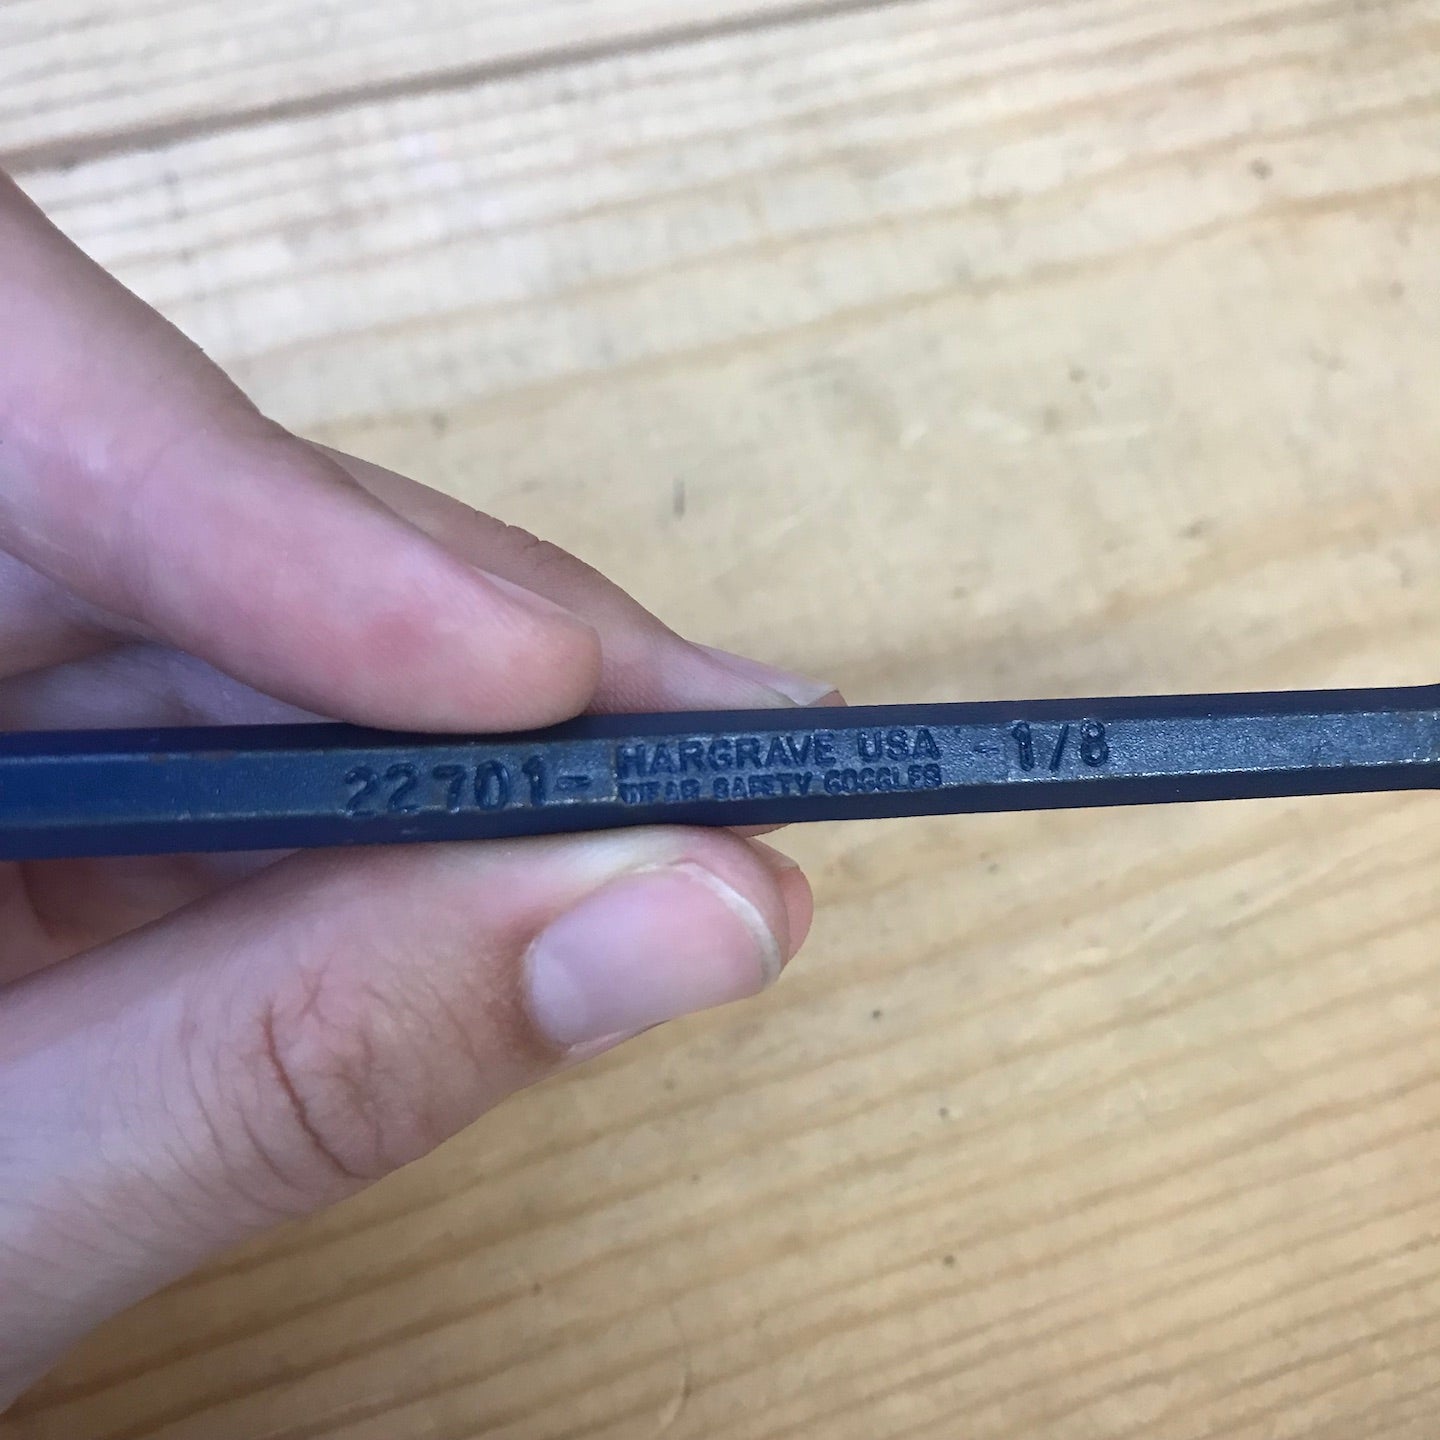 22701- HARGRAVE USA - 1/8
WEAR SAFETY GOGGLES